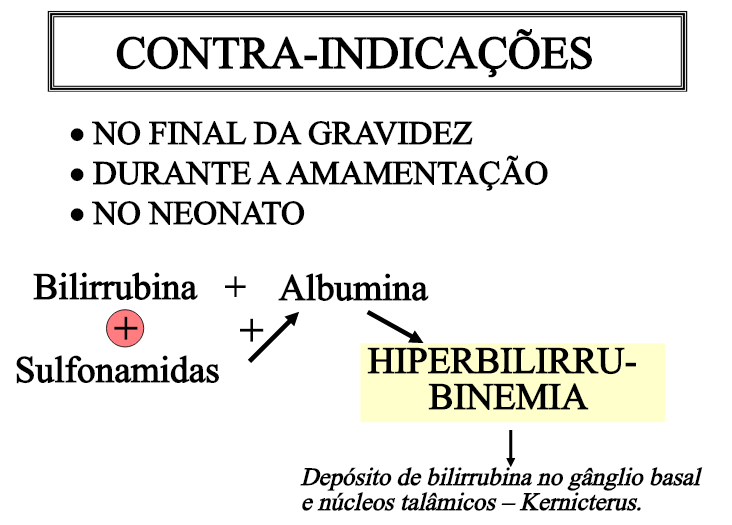 CONTRA-INDICAÇÕES
• NO FINAL DA GRAVIDEZ
• DURANTE A AMAMENTAÇÃO
• NO NEONATO
Bilirrubina + Albumina
+ +
Sulfonamidas
HIPERBILIRRU-
BINEMIA
Depósito de bilirrubina no gânglio basal
e núcleos talâmicos – Kernicterus.